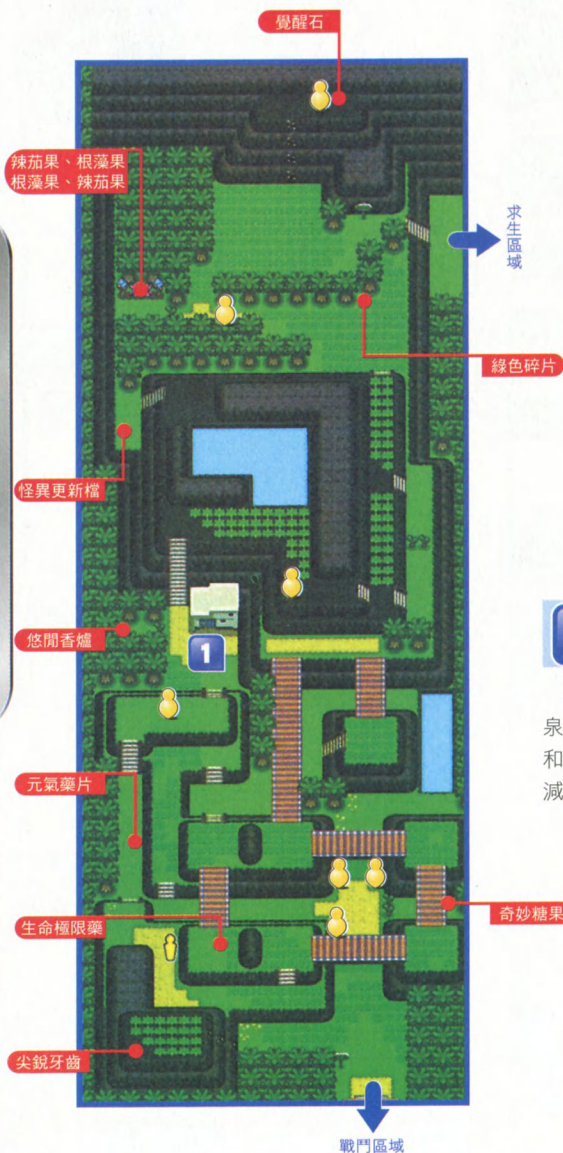 覺醒石
辣茄果、根藻果
根藻果、辣茄果
求生區域
綠色碎片
怪異更新檔
悠閒香爐
1
泉
和
減
元氣藥片
生命極限藥
奇妙糖果
尖銳牙齒
戰鬥區域